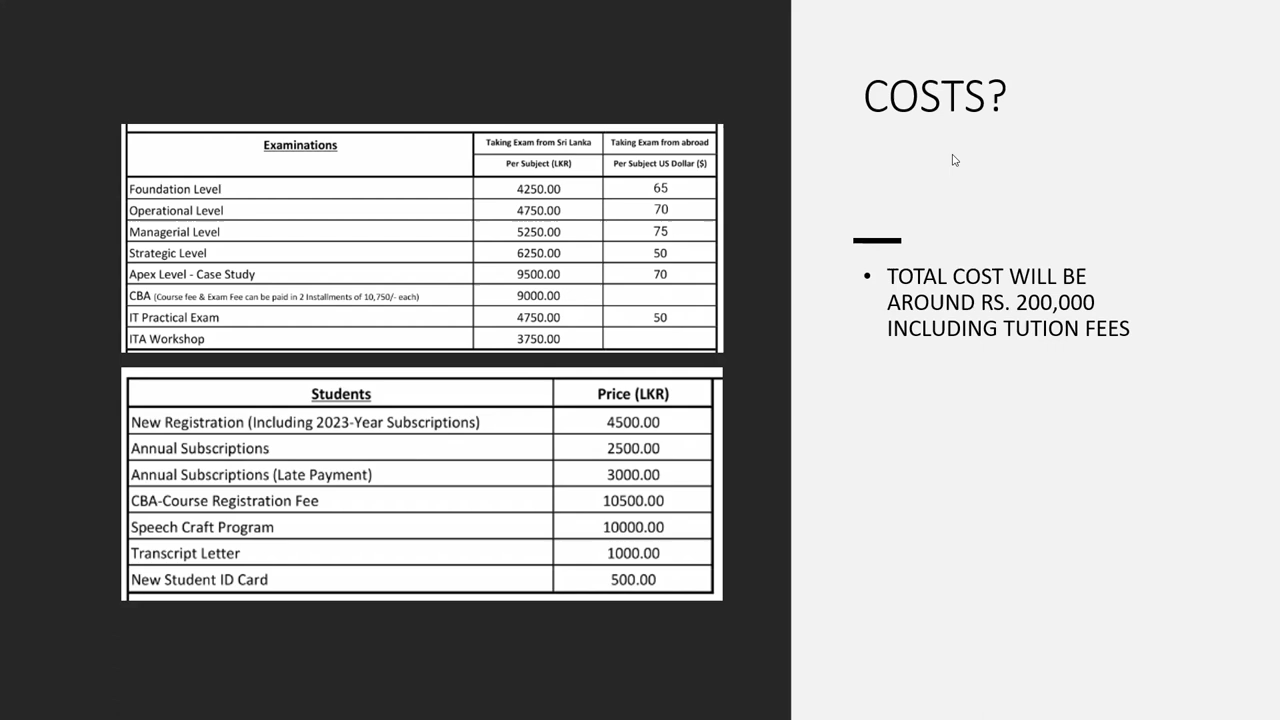 COSTS?
Examinations Taking Exam from Sri Lanka Taking Exam from abroad
Per Subject (LKR) Per Subject US Dollar ($)
Foundation Level 4250.00 65
Operational Level 4750.00 70
Managerial Level 5250.00 75
Strategic Level 6250.00 50
Apex Level - Case Study 9500.00 70
CBA (Course fee & Exam Fee can be paid in 2 Installments of 10,750/- each) 9000.00
IT Practical Exam 4750.00 50
ITA Workshop 3750.00
Students Price (LKR)
New Registration (Including 2023-Year Subscriptions) 4500.00
Annual Subscriptions 2500.00
Annual Subscriptions (Late Payment) 3000.00
CBA-Course Registration Fee 10500.00
Speech Craft Program 10000.00
Transcript Letter 1000.00
New Student ID Card 500.00
• TOTAL COST WILL BE
AROUND RS. 200,000
INCLUDING TUTION FEES